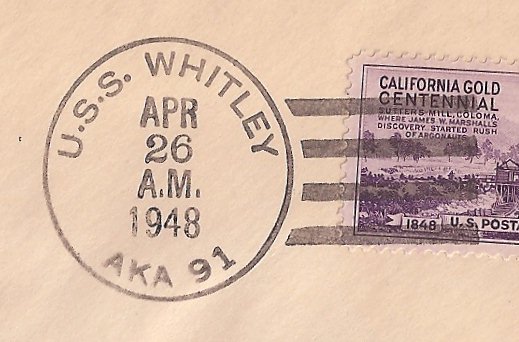 U.S.S. WHITLEY
APR
26
A.M.
1948
AKA 91
CALIFORNIA GOLD
CENTENNIAL
SUTTER'S MILL, COLOMA,
WHERE JAMES W. MARSHALL'S
DISCOVERY STARTED RUSH
OF ARGONAUTS
1848 U.S. POSTA